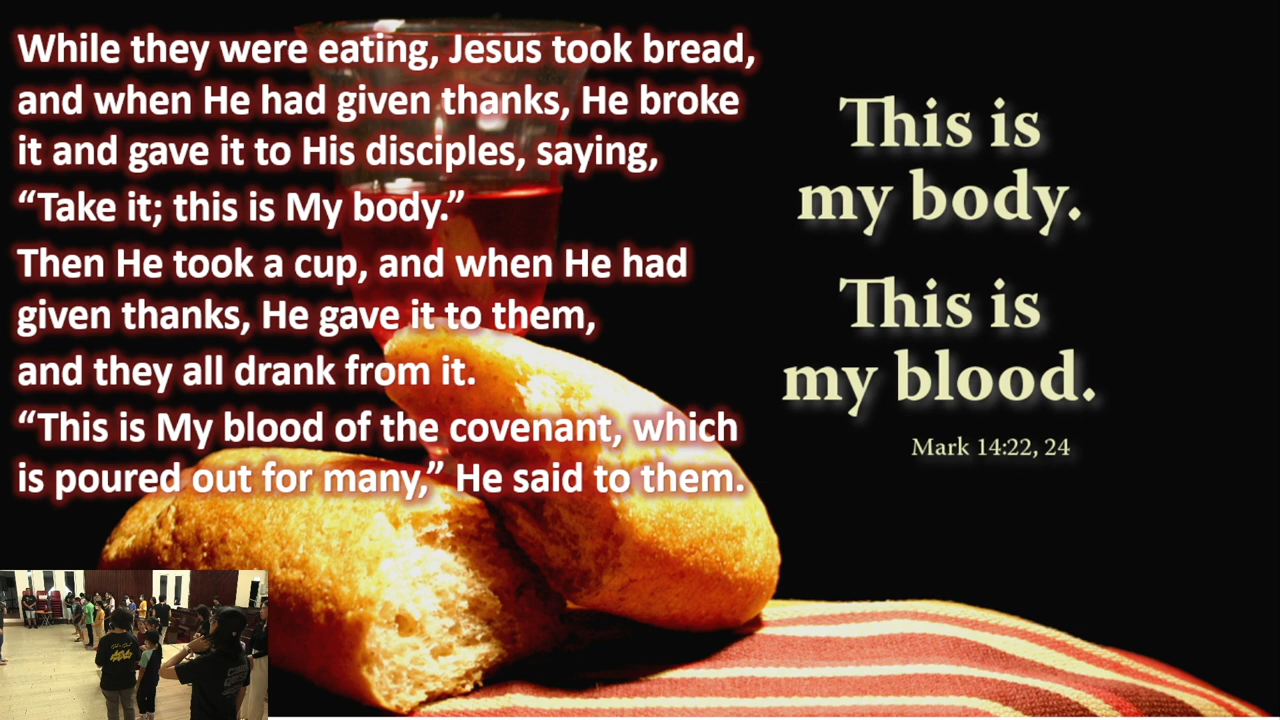 While they were eating, Jesus took bread,
and when He had given thanks, He broke
it and gave it to His disciples, saying,
“Take it; this is My body.”
Then He took a cup, and when He had
given thanks, He gave it to them,
and they all drank from it.
“This is My blood of the covenant, which
is poured out for many,” He said to them.
This is
my body.
This is
my blood.
Mark 14:22, 24